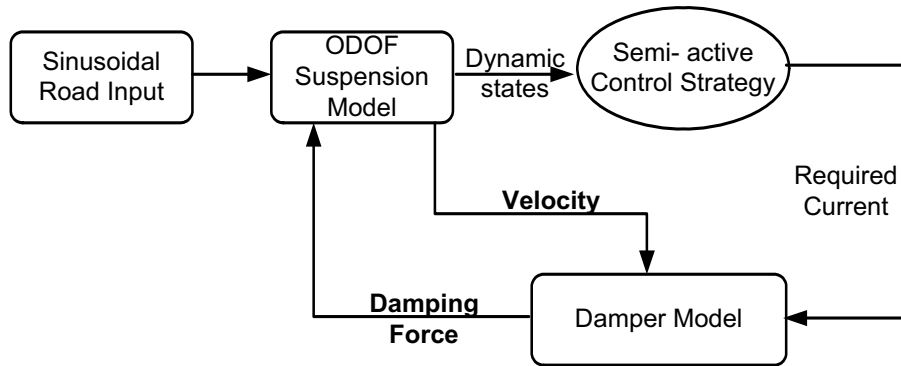 Sinusoidal
Road Input
ODOF
Suspension
Model
Dynamic
states
Semi- active
Control Strategy
Required
Current
Velocity
Damping
Force
Damper Model